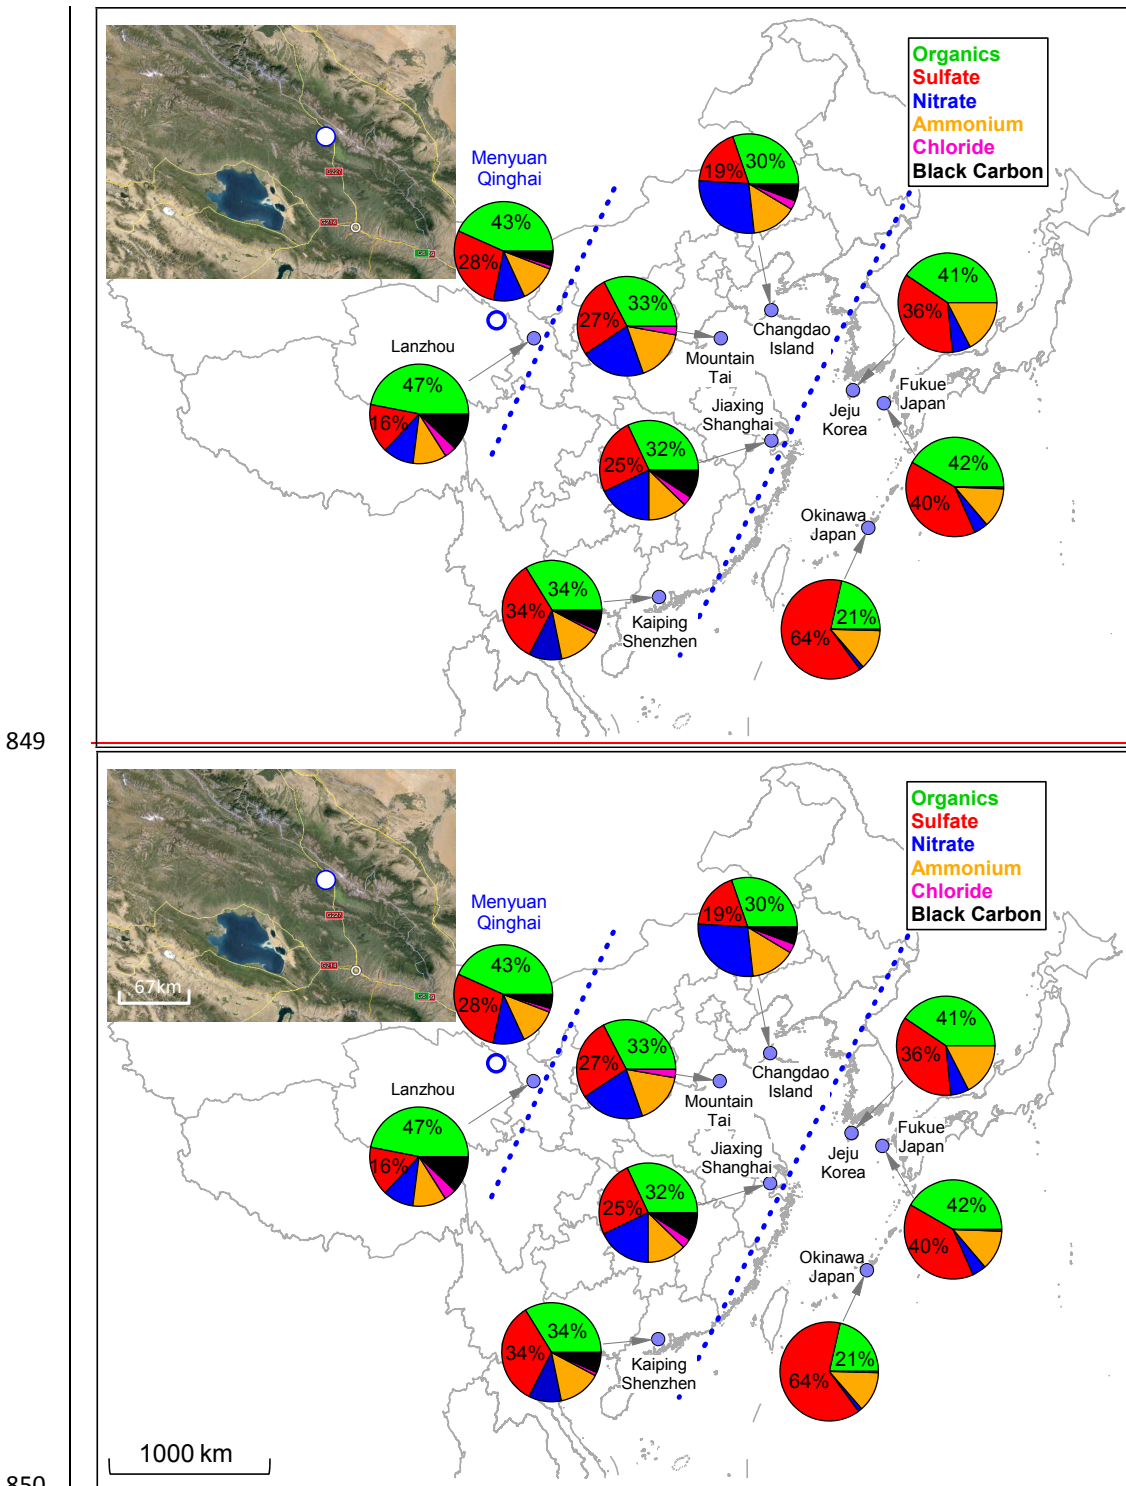 Organics
Sulfate
Nitrate
Ammonium
Chloride
Black Carbon
G227
G214
Menyuan
Qinghai
43%
28%
30%
19%
33%
27%
Changdao
Island
Mountain
Tai
41%
36%
Lanzhou
47%
16%
Jeju
Korea
Fukue
Japan
Jiaxing
Shanghai
32%
25%
42%
40%
Okinawa
Japan
34%
34%
Kaiping
Shenzhen
21%
64%
849
Organics
Sulfate
Nitrate
Ammonium
Chloride
Black Carbon
G227
G214
67km
Menyuan
Qinghai
43%
28%
30%
19%
33%
27%
Changdao
Island
Mountain
Tai
41%
36%
Lanzhou
47%
16%
Jeju
Korea
Fukue
Japan
Jiaxing
Shanghai
32%
25%
42%
40%
Okinawa
Japan
34%
34%
Kaiping
Shenzhen
21%
64%
1000 km
850